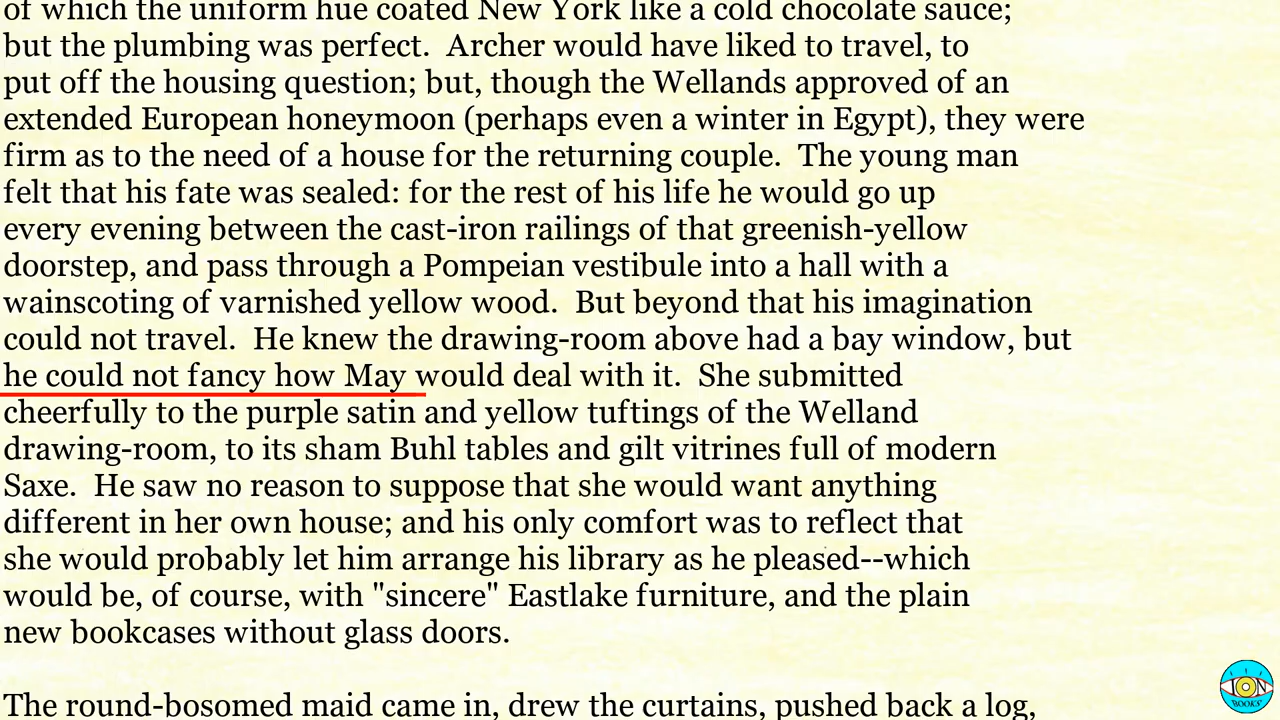 of which the uniform hue coated New York like a cold chocolate sauce;
but the plumbing was perfect.  Archer would have liked to travel, to
put off the housing question; but, though the Wellands approved of an
extended European honeymoon (perhaps even a winter in Egypt), they were
firm as to the need of a house for the returning couple.  The young man
felt that his fate was sealed: for the rest of his life he would go up
every evening between the cast-iron railings of that greenish-yellow
doorstep, and pass through a Pompeian vestibule into a hall with a
wainscoting of varnished yellow wood.  But beyond that his imagination
could not travel.  He knew the drawing-room above had a bay window, but
he could not fancy how May would deal with it.  She submitted
cheerfully to the purple satin and yellow tuftings of the Welland
drawing-room, to its sham Buhl tables and gilt vitrines full of modern
Saxe.  He saw no reason to suppose that she would want anything
different in her own house; and his only comfort was to reflect that
she would probably let him arrange his library as he pleased--which
would be, of course, with "sincere" Eastlake furniture, and the plain
new bookcases without glass doors.
The round-bosomed maid came in, drew the curtains, pushed back a log,
ION
BOOKS